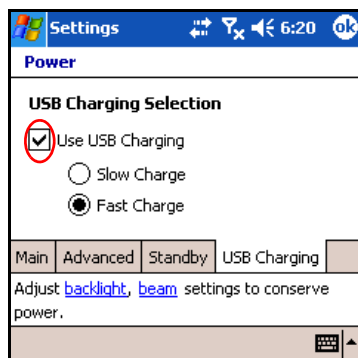 Settings 6:20 ok
Power
USB Charging Selection
Use USB Charging
Slow Charge
Fast Charge
Main Advanced Standby USB Charging
Adjust backlight, beam settings to conserve
power.